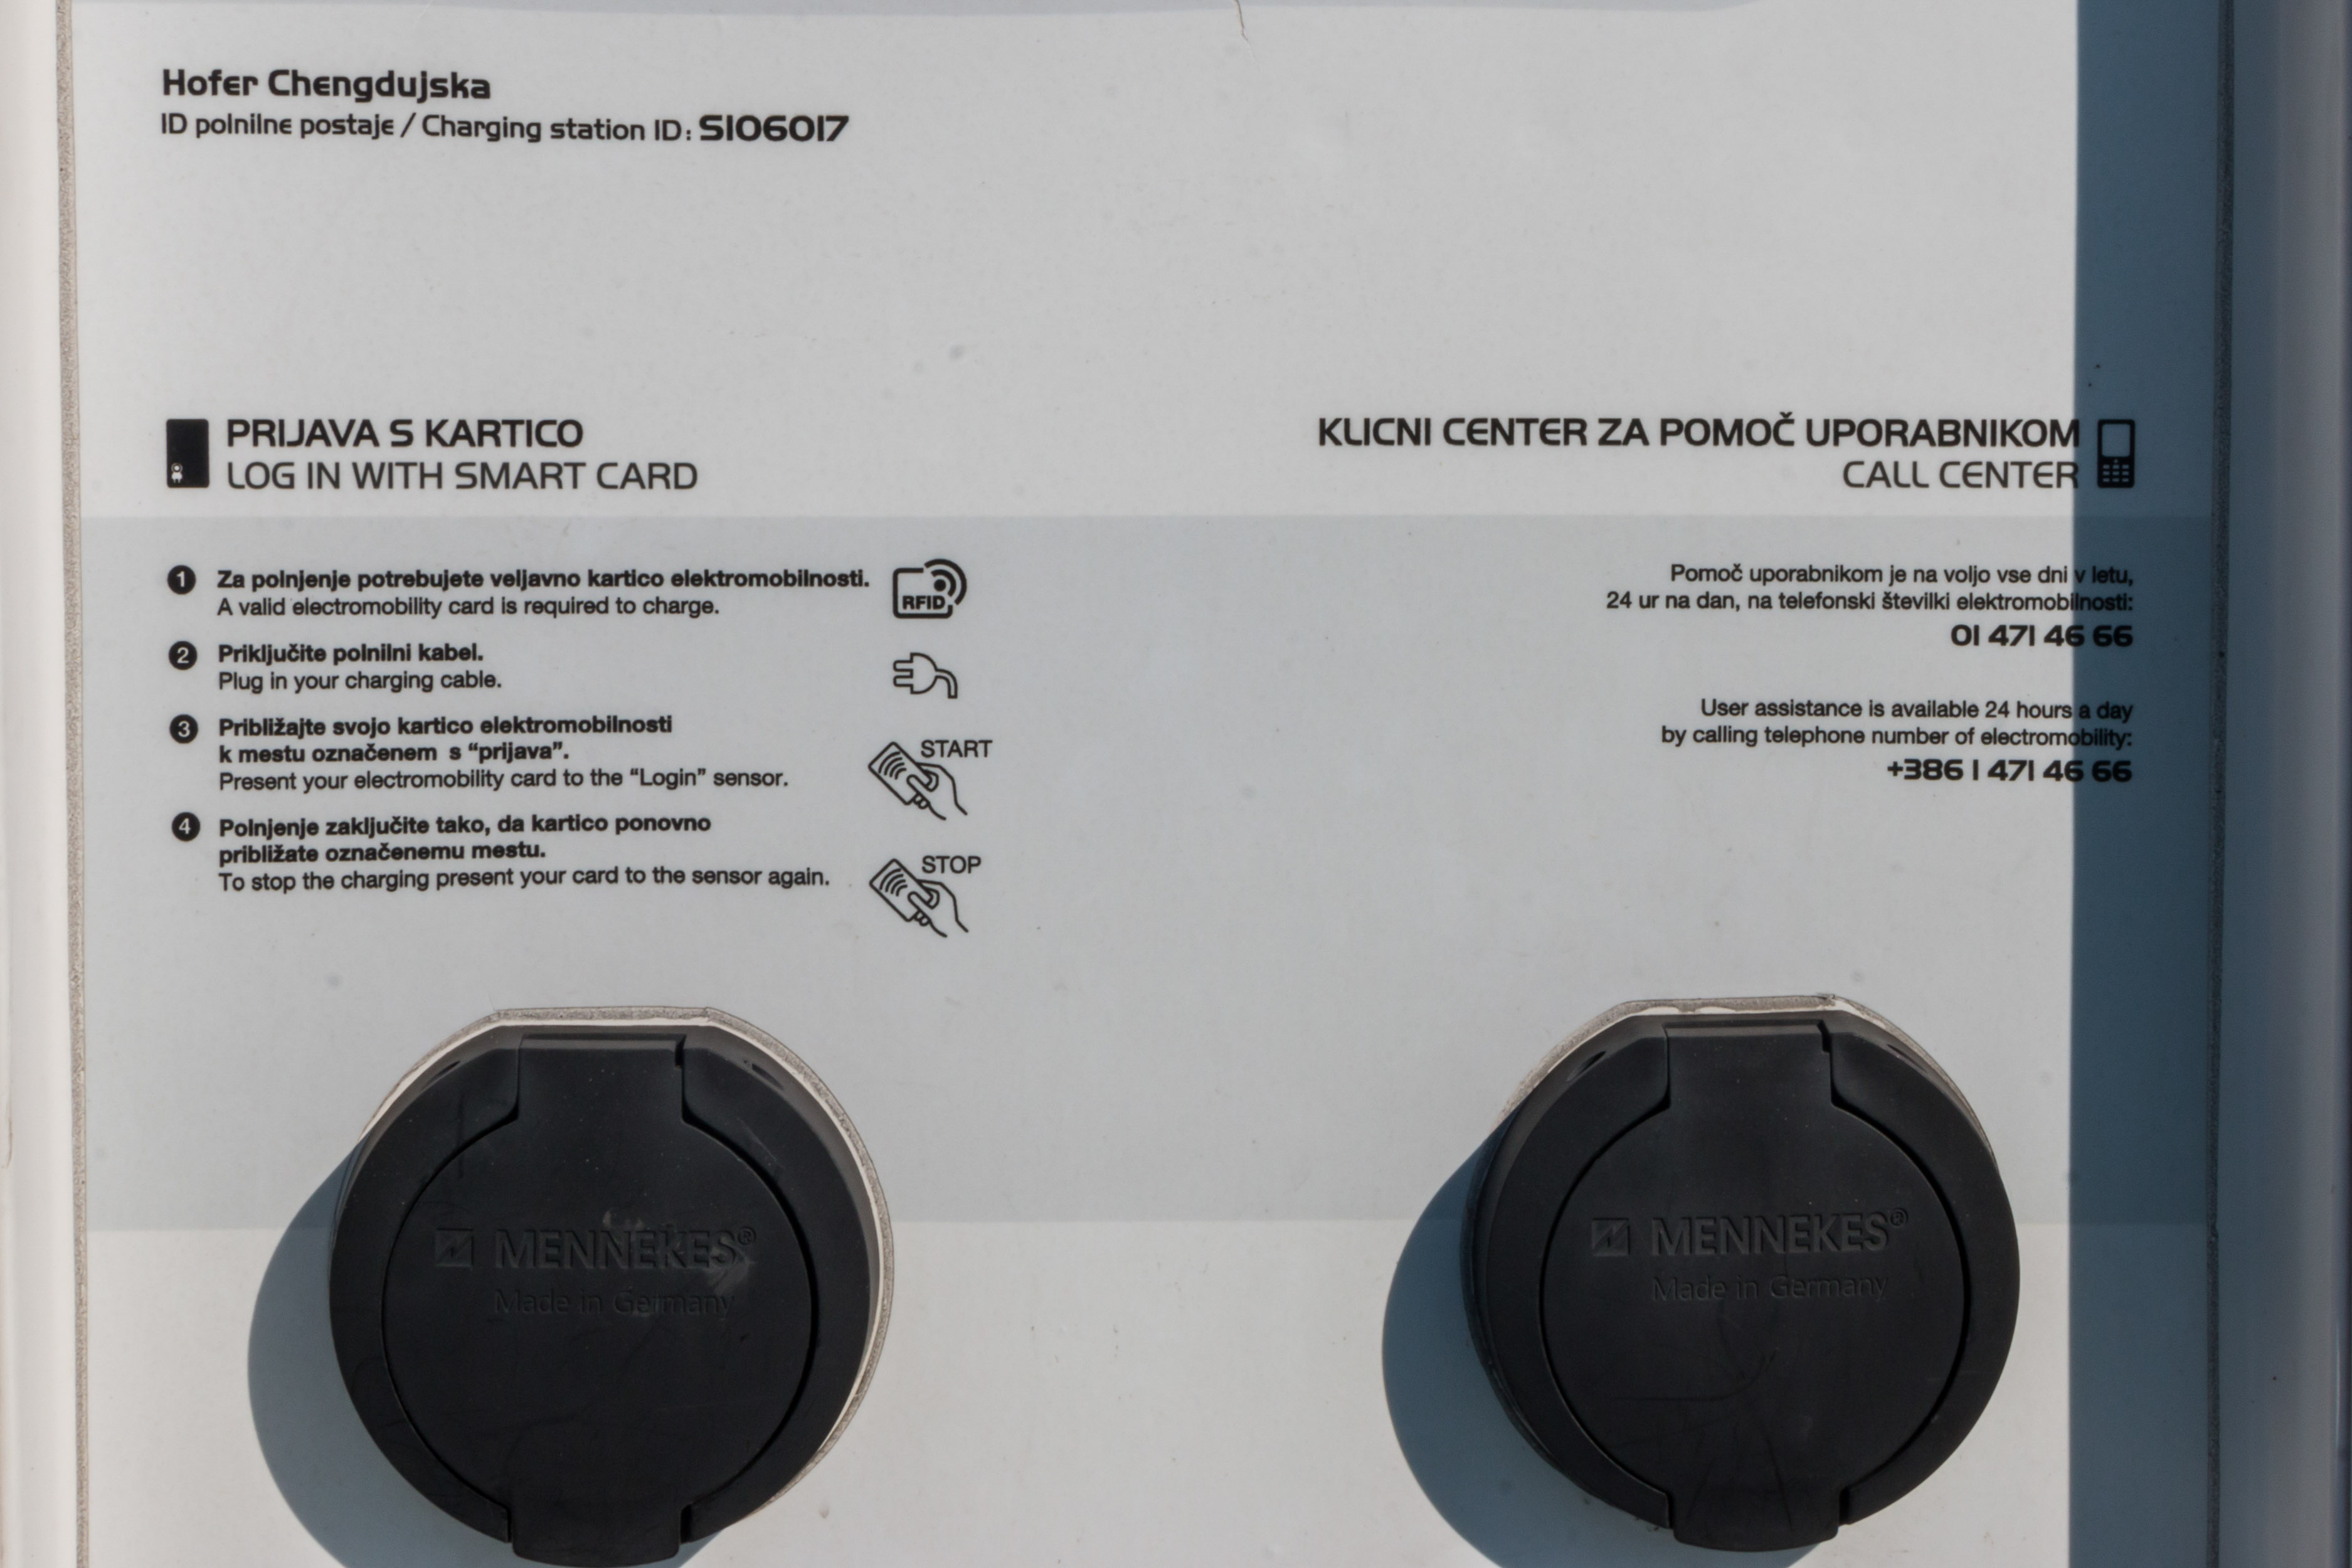 Hofer Chengdujska
ID polnilne postaje / Charging station ID: SI06017
PRIJAVA S KARTICO
LOG IN WITH SMART CARD
1 Za polnjenje potrebujete veljavno kartico elektromobilnosti.
A valid electromobility card is required to charge.
RFID
2 Priključite polnilni kabel.
Plug in your charging cable.
3 Približajte svojo kartico elektromobilnosti
k mestu označenem s “prijava”.
Present your electromobility card to the “Login” sensor.
START
4 Polnjenje zaključite tako, da kartico ponovno
približate označenemu mestu.
To stop the charging present your card to the sensor again.
STOP
KLICNI CENTER ZA POMOČ UPORABNIKOM
CALL CENTER
Pomoč uporabnikom je na voljo vse dni v letu,
24 ur na dan, na telefonski številki elektromobilnosti:
01 471 46 66
User assistance is available 24 hours a day
by calling telephone number of electromobility:
+386 1 471 46 66
MENNEKES®
Made in Germany
MENNEKES®
Made in Germany